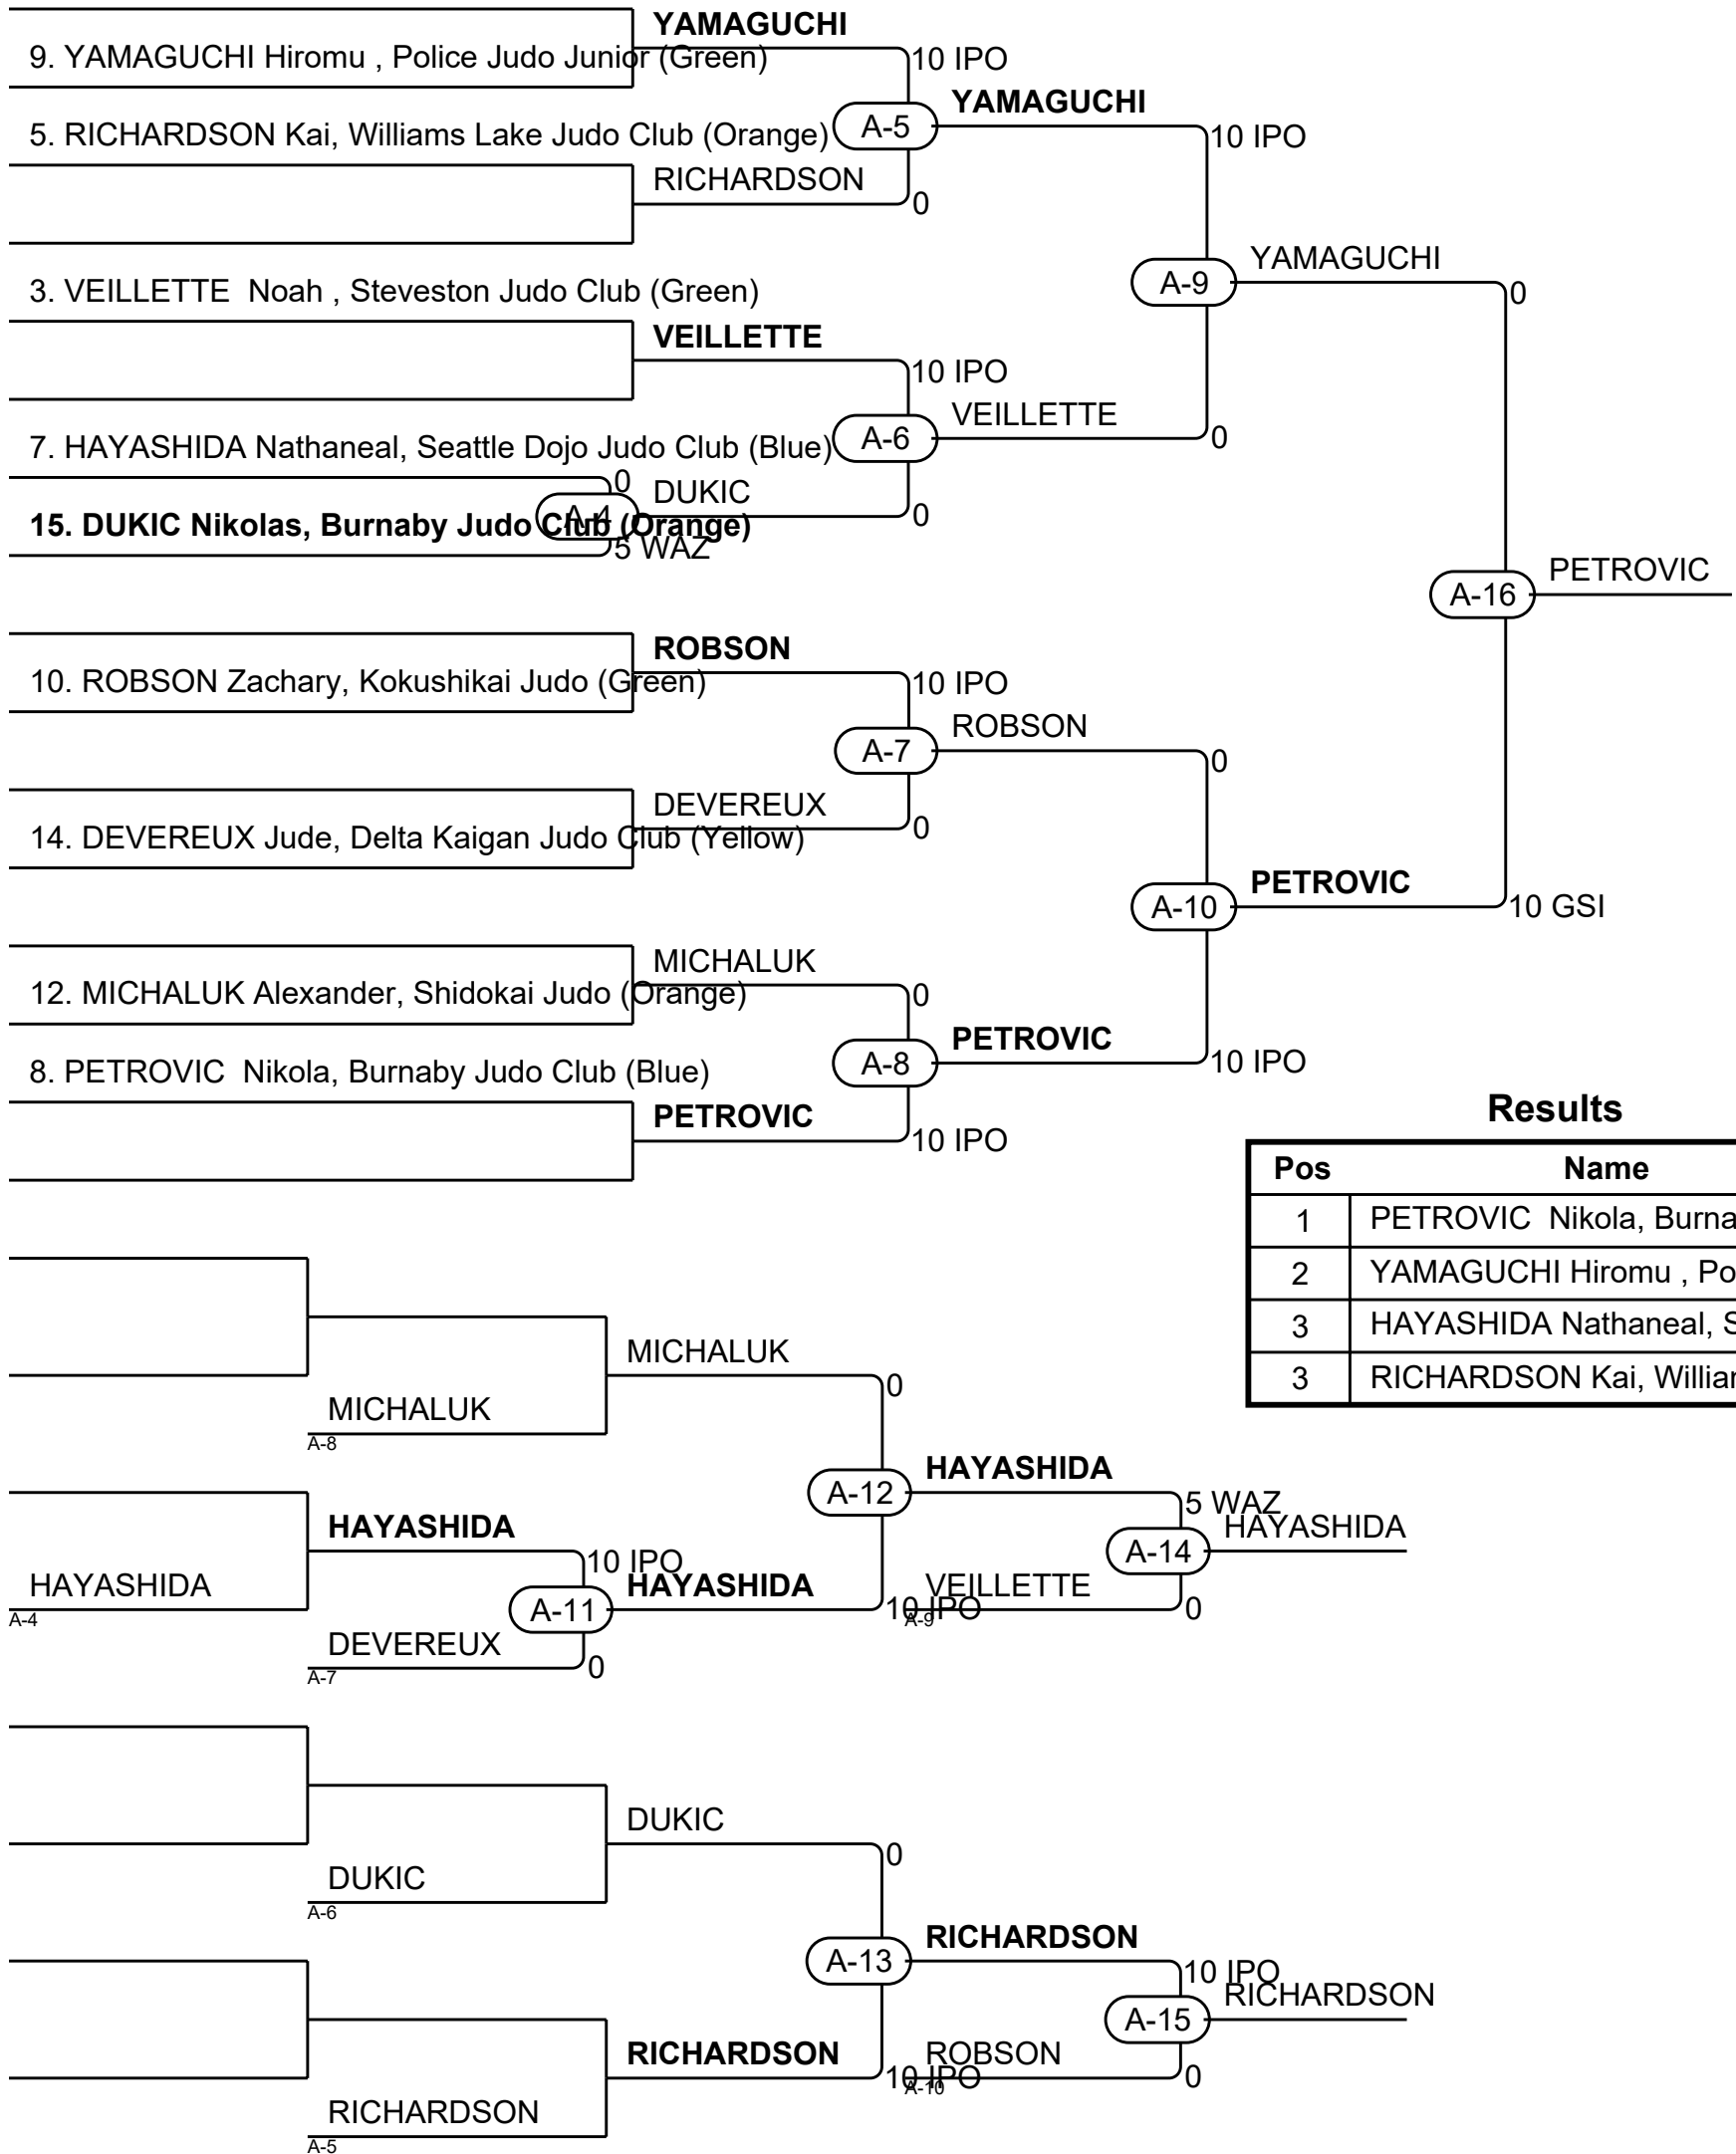 YAMAGUCHI
9. YAMAGUCHI Hiromu , Police Judo Junior (Green)
10 IPO
YAMAGUCHI
5. RICHARDSON Kai, Williams Lake Judo Club (Orange)
A-5
10 IPO
RICHARDSON
0
YAMAGUCHI
3. VEILLETTE  Noah , Steveston Judo Club (Green)
A-9
0
VEILLETTE
10 IPO
VEILLETTE
7. HAYASHIDA Nathaneal, Seattle Dojo Judo Club (Blue)
A-6
0
0
DUKIC
15. DUKIC Nikolas, Burnaby Judo Club (Orange)
A-4
0
5 WAZ
PETROVIC
A-16
ROBSON
10. ROBSON Zachary, Kokushikai Judo (Green)
10 IPO
ROBSON
A-7
0
DEVEREUX
14. DEVEREUX Jude, Delta Kaigan Judo Club (Yellow)
0
PETROVIC
A-10
10 GSI
MICHALUK
12. MICHALUK Alexander, Shidokai Judo (Orange)
0
PETROVIC
8. PETROVIC  Nikola, Burnaby Judo Club (Blue)
A-8
10 IPO
PETROVIC
10 IPO
Results
Pos Name
1 PETROVIC  Nikola, Burna
2 YAMAGUCHI Hiromu , Po
3 HAYASHIDA Nathaneal, S
3 RICHARDSON Kai, Williar
MICHALUK
0
MICHALUK
A-8
HAYASHIDA
A-12
5 WAZ
HAYASHIDA
HAYASHIDA
A-14
10 IPO
HAYASHIDA
HAYASHIDA
A-4
A-11
10 IPO
VEILLETTE
A-9
0
DEVEREUX
A-7
0
DUKIC
0
DUKIC
A-6
RICHARDSON
A-13
10 IPO
RICHARDSON
A-15
RICHARDSON
10 IPO
ROBSON
A-10
0
RICHARDSON
A-5